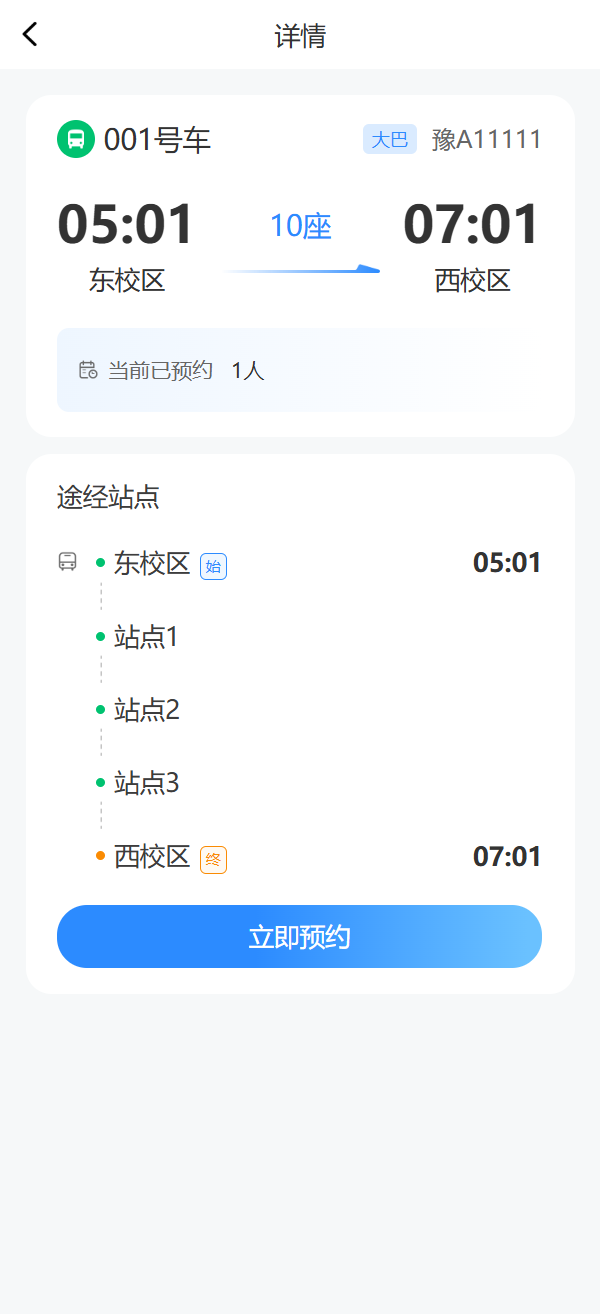 详情
001号车 大巴 豫A11111
05:01 10座 07:01
东校区 西校区
当前已预约 1人
途经站点
东校区 始 05:01
站点1
站点2
站点3
西校区 终 07:01
立即预约